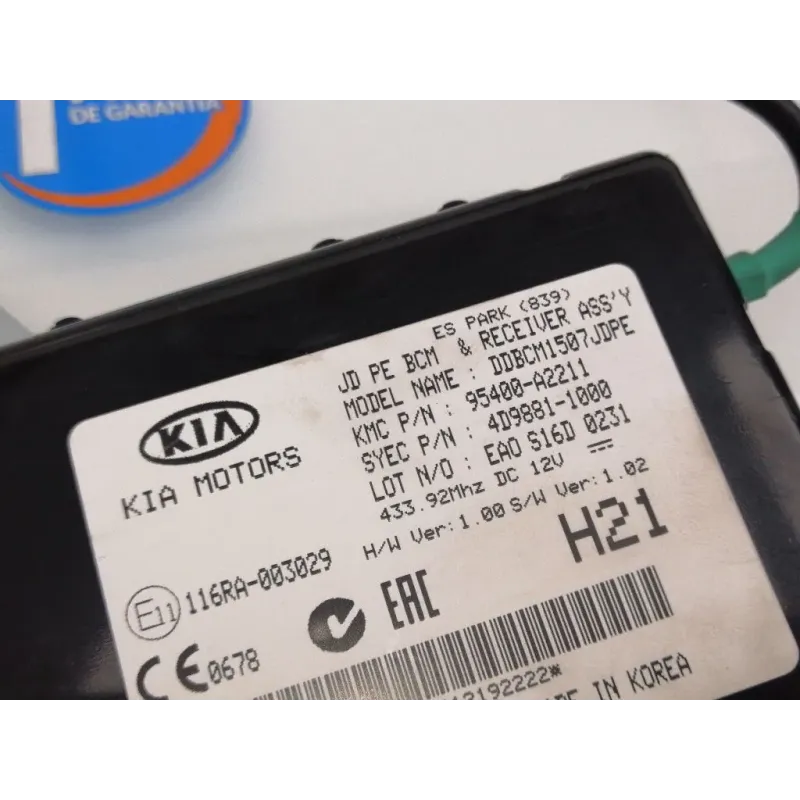 DE GARANTIA
ES PARK (839)
JD PE BCM & RECEIVER ASS'Y
MODEL NAME : DDBCM1507JDPE
KMC P/N : 95400-A2211
SYEC P/N : 4D9881-1000
LOT N/O : EAO S16D 0231
433.92Mhz DC 12V
H/W Ver:1.00 S/W Ver:1.02
H21
KIA
KIA MOTORS
E11 116RA-003029
EAC
CE 0678
2192222*
IN KOREA